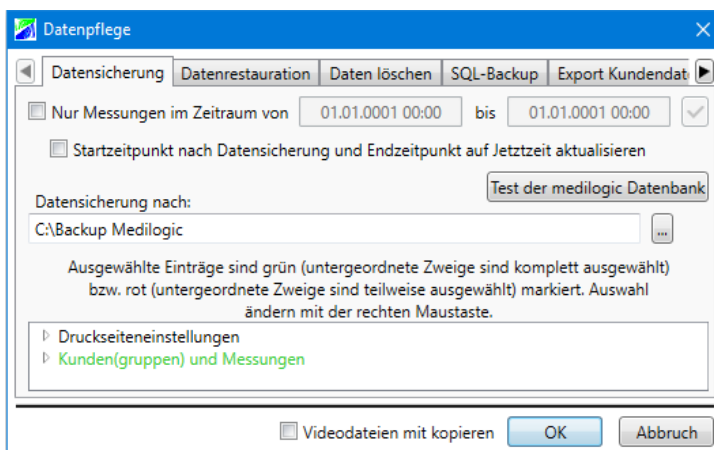 Datenpflege
Datensicherung Datenrestauration Daten löschen SQL-Backup Export Kundendat
Nur Messungen im Zeitraum von 01.01.0001 00:00 bis 01.01.0001 00:00
Startzeitpunkt nach Datensicherung und Endzeitpunkt auf Jetztzeit aktualisieren
Test der medilogic Datenbank
Datensicherung nach:
C:\Backup Medilogic ...
Ausgewählte Einträge sind grün (untergeordnete Zweige sind komplett ausgewählt)
bzw. rot (untergeordnete Zweige sind teilweise ausgewählt) markiert. Auswahl
ändern mit der rechten Maustaste.
Druckseiteneinstellungen
Kunden(gruppen) und Messungen
Videodateien mit kopieren OK Abbruch